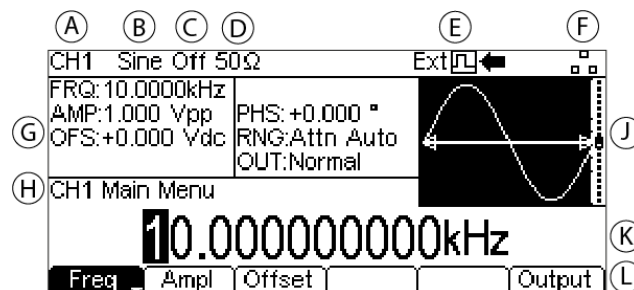 A B C D E F
CH1 Sine Off 50Ω Ext
FRQ:10.0000kHz
AMP:1.000 Vpp PHS:+0.000 °
G OFS:+0.000 Vdc RNG:Attn Auto J
OUT:Normal
H CH1 Main Menu
10.000000000kHz K
Freq Ampl Offset Output L